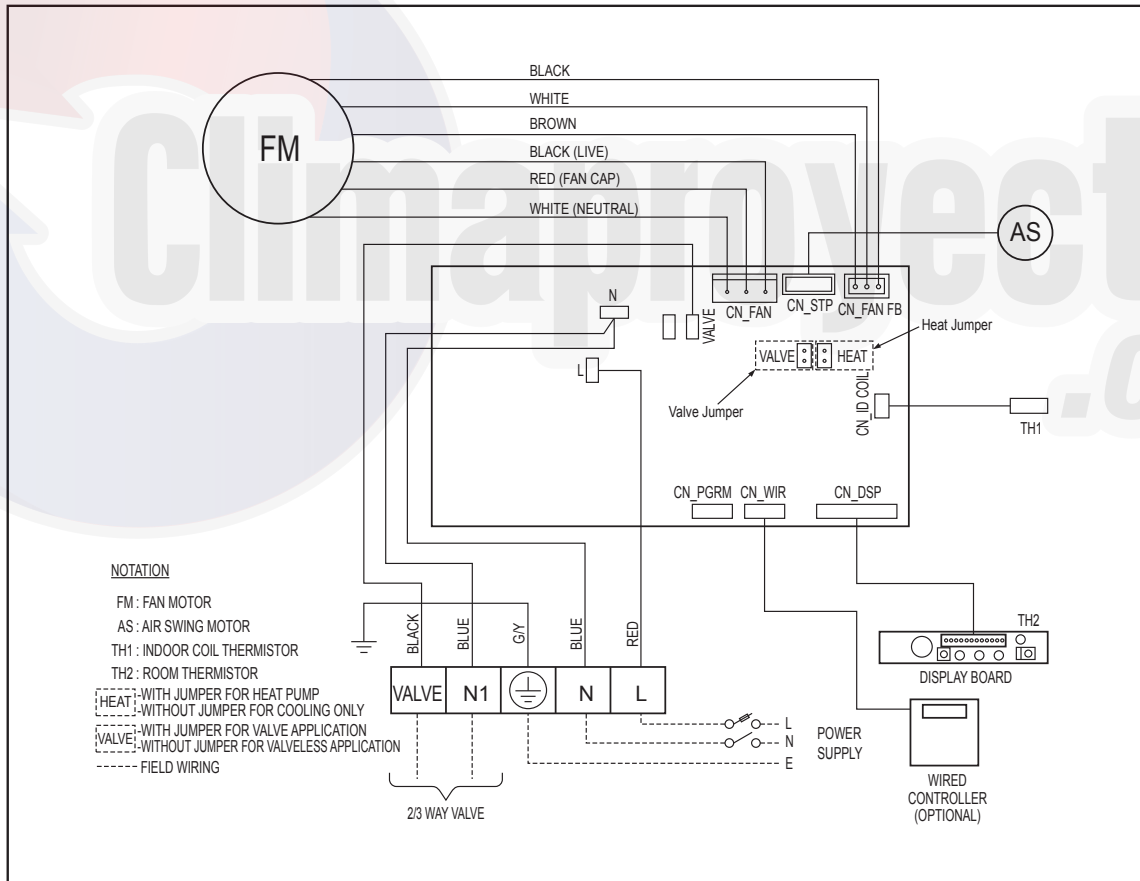 BLACK
WHITE
BROWN
BLACK (LIVE)
RED (FAN CAP)
WHITE (NEUTRAL)
FM
AS
Climaproyect
.c
N
L
VALVE
CN_FAN
CN_STP
CN_FAN FB
Heat Jumper
VALVE
HEAT
Valve Jumper
CN_ID COIL
TH1
CN_PGRM
CN_WIR
CN_DSP
NOTATION
FM : FAN MOTOR
AS : AIR SWING MOTOR
TH1 : INDOOR COIL THERMISTOR
TH2 : ROOM THERMISTOR
HEAT -WITH JUMPER FOR HEAT PUMP
-WITHOUT JUMPER FOR COOLING ONLY
VALVE -WITH JUMPER FOR VALVE APPLICATION
-WITHOUT JUMPER FOR VALVELESS APPLICATION
FIELD WIRING
BLACK
BLUE
G/Y
BLUE
RED
VALVE
N1
N
L
2/3 WAY VALVE
L
N
E
POWER
SUPPLY
TH2
DISPLAY BOARD
WIRED
CONTROLLER
(OPTIONAL)